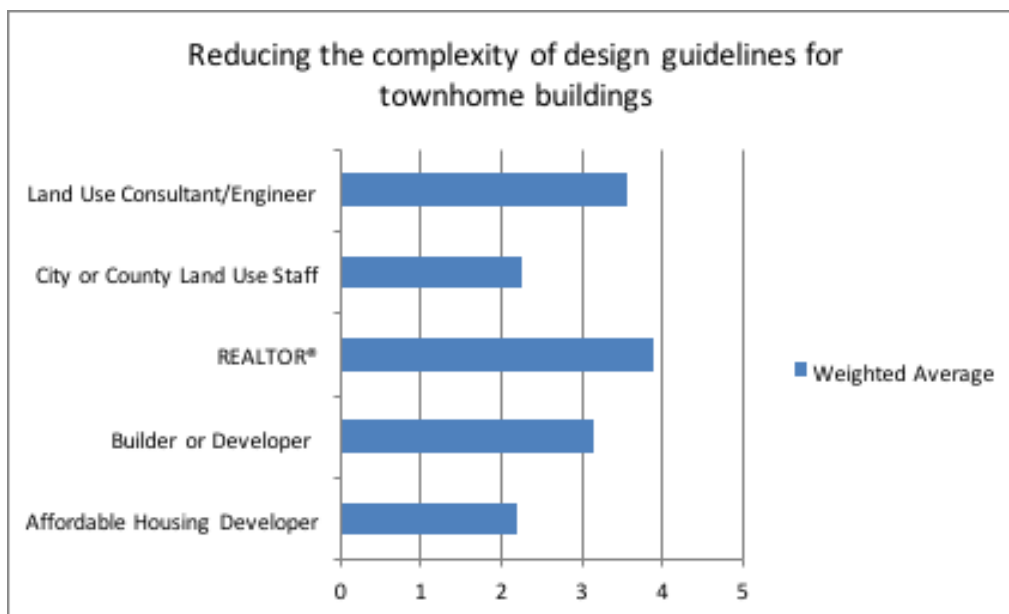 Reducing the complexity of design guidelines for
townhome buildings
Land Use Consultant/Engineer
City or County Land Use Staff
REALTOR®
Builder or Developer
Affordable Housing Developer
Weighted Average
0 1 2 3 4 5